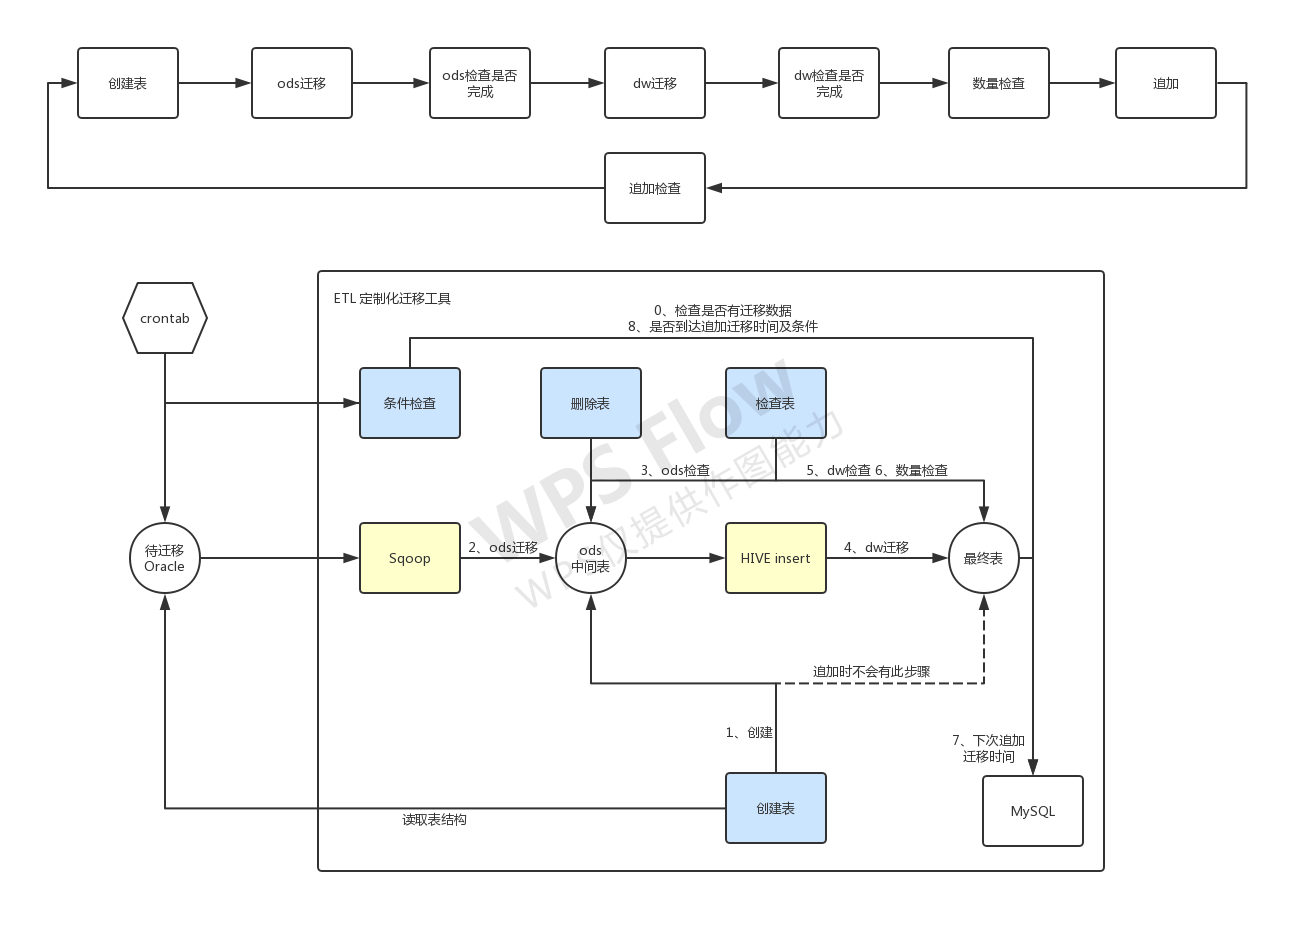 创建表
ods迁移
ods检查是否
完成
dw迁移
dw检查是否
完成
数量检查
追加
追加检查
crontab
ETL 定制化迁移工具
0、检查是否有迁移数据
8、是否到达追加迁移时间及条件
条件检查
删除表
检查表
3、ods检查
5、dw检查 6、数量检查
待迁移
Oracle
Sqoop
2、ods迁移
ods
中间表
HIVE insert
4、dw迁移
最终表
WPS Flow
WPS仅提供作图能力
追加时不会有此步骤
1、创建
7、下次追加
迁移时间
创建表
MySQL
读取表结构